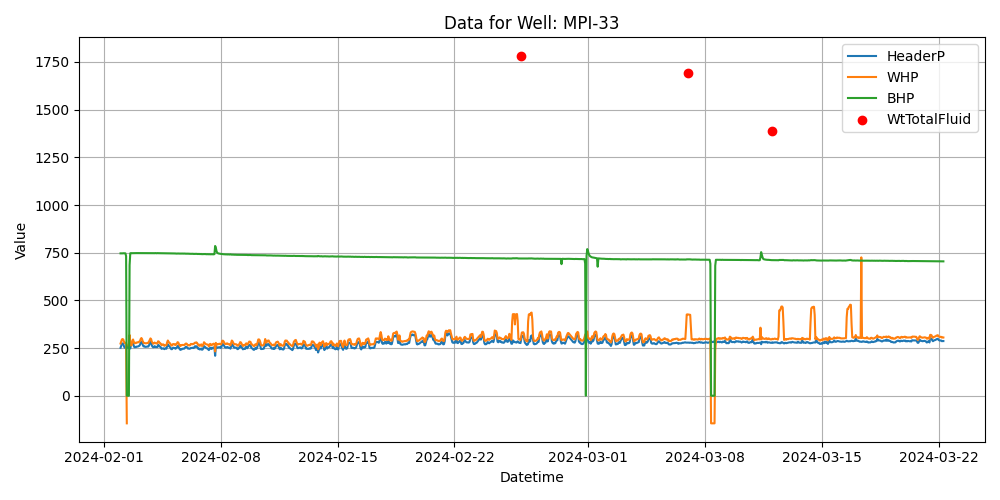 Data for Well: MPI-33
HeaderP
WHP
BHP
WtTotalFluid
Value
1750
1500
1250
1000
750
500
250
0
2024-02-01 2024-02-08 2024-02-15 2024-02-22 2024-03-01 2024-03-08 2024-03-15 2024-03-22
Datetime